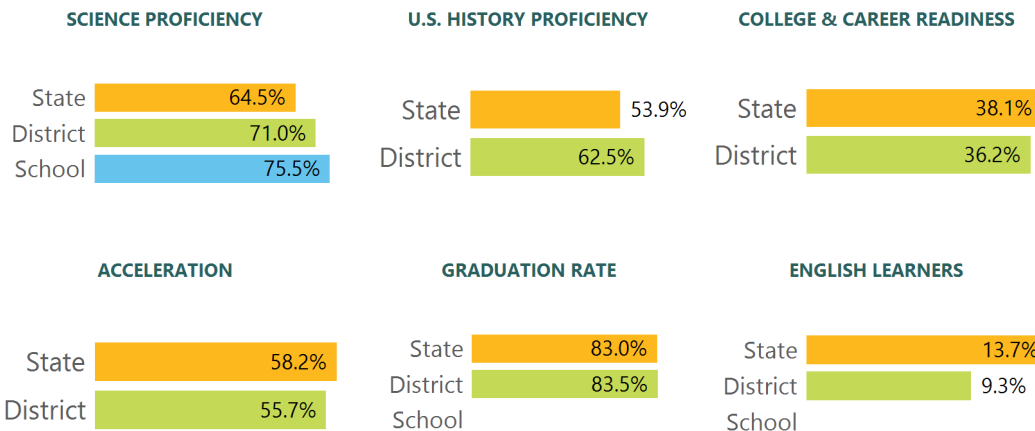 SCIENCE PROFICIENCY
State 64.5%
District 71.0%
School 75.5%
U.S. HISTORY PROFICIENCY
State 53.9%
District 62.5%
COLLEGE & CAREER READINESS
State 38.1%
District 36.2%
ACCELERATION
State 58.2%
District 55.7%
GRADUATION RATE
State 83.0%
District 83.5%
School
ENGLISH LEARNERS
State 13.7%
District 9.3%
School